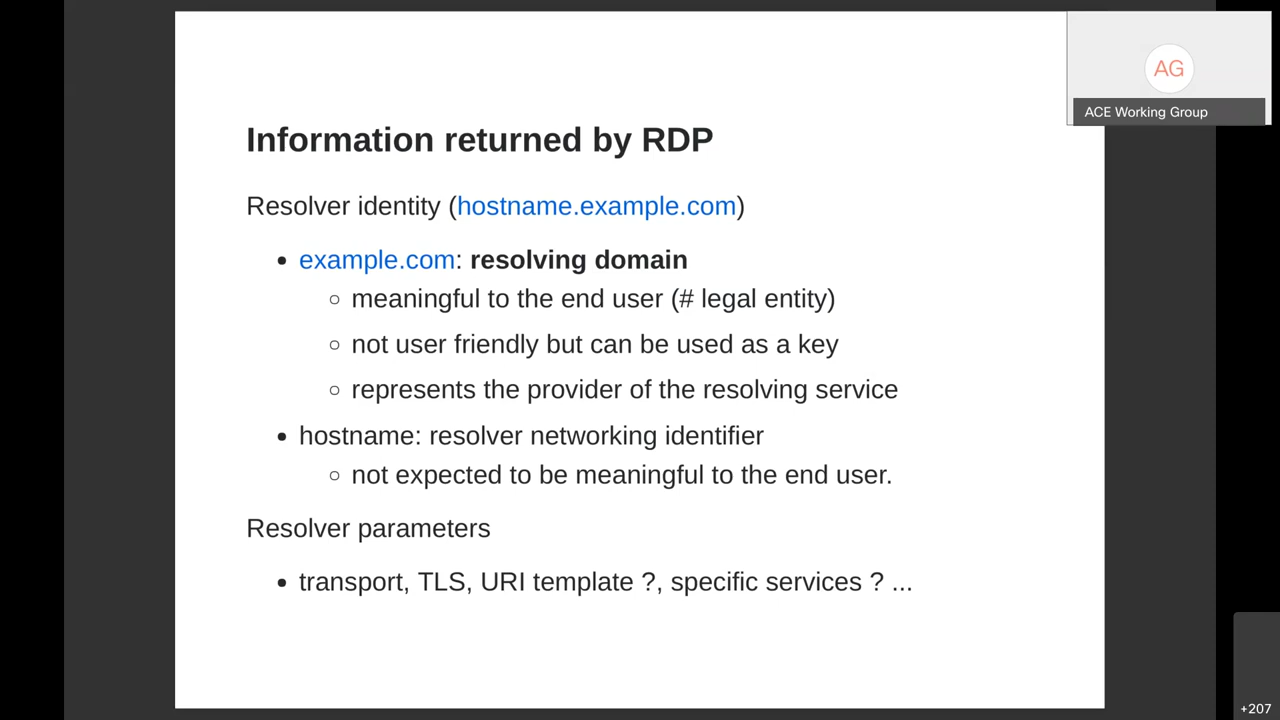 AG
ACE Working Group
Information returned by RDP
Resolver identity (hostname.example.com)
example.com: resolving domain
meaningful to the end user (# legal entity)
not user friendly but can be used as a key
represents the provider of the resolving service
hostname: resolver networking identifier
not expected to be meaningful to the end user.
Resolver parameters
transport, TLS, URI template ?, specific services ? ...
+207